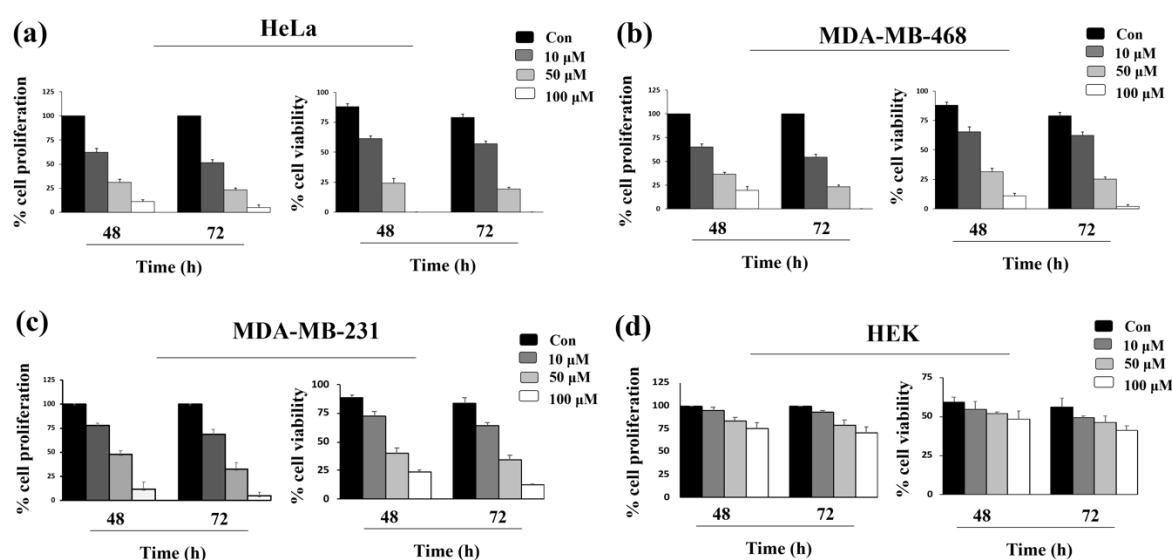 (a)
HeLa
Con
10 μM
50 μM
100 μM
% cell proliferation
125
100
75
50
25
0
48
72
Time (h)
% cell viability
100
75
50
25
0
48
72
Time (h)
(b)
MDA-MB-468
Con
10 μM
50 μM
100 μM
% cell proliferation
125
100
75
50
25
0
48
72
Time (h)
% cell viability
100
75
50
25
0
48
72
Time (h)
(c)
MDA-MB-231
Con
10 μM
50 μM
100 μM
% cell proliferation
125
100
75
50
25
0
48
72
Time (h)
% cell viability
100
75
50
25
0
48
72
Time (h)
(d)
HEK
Con
10 μM
50 μM
100 μM
% cell proliferation
125
100
75
50
25
0
48
72
Time (h)
% cell viability
75
50
25
0
48
72
Time (h)